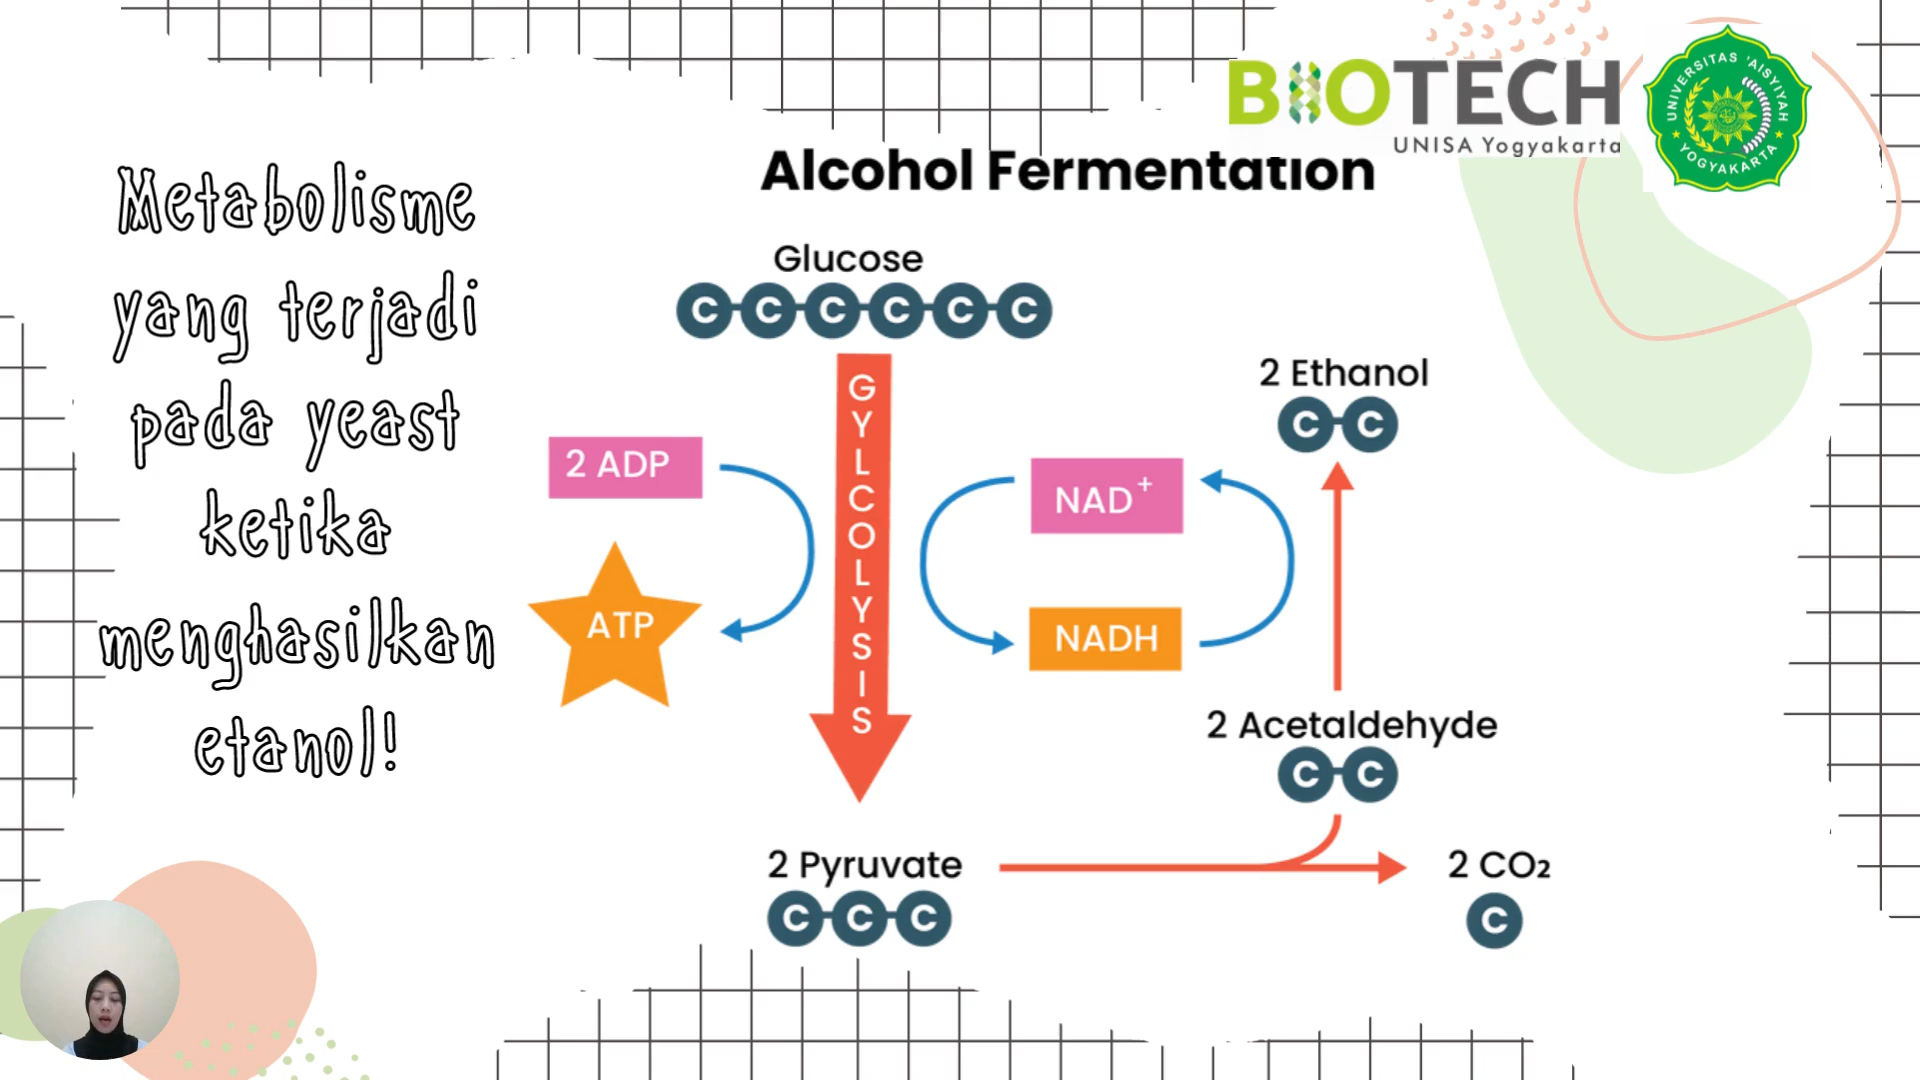 BIOTECH
UNISA Yogyakarta
UNIVERSITAS 'AISYIYAH
YOGYAKARTA
Metabolisme
yang terjadi
pada yeast
ketika
menghasilkan
etanol!
Alcohol Fermentation
Glucose
C C C C C C
GYLCOLYSIS
2 ADP
ATP
NAD+
NADH
2 Ethanol
C C
2 Acetaldehyde
C C
2 Pyruvate
C C C
2 CO₂
C